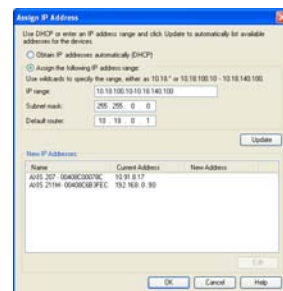 Assign IP Address
Use DHCP or enter an IP address range and click Update to automatically list available
addresses for the devices.
Obtain IP addresses automatically (DHCP)
Assign the following IP address range:
Use wildcards to specify the range, either as 10.18.* or 10.18.100.10 - 10.18.140.100.
IP range: 10.18.100.10-10.18.140.100
Subnet mask: 255 .255 . 0 . 0
Default router: 10 . 18 . 0 . 1
Update
New IP Addresses
Name Current Address New Address
AXIS 207 - 00408C00078C 10.91.8.17
AXIS 211M - 00408C6B3FEC 192.168.0.90
Edit
OK Cancel Help